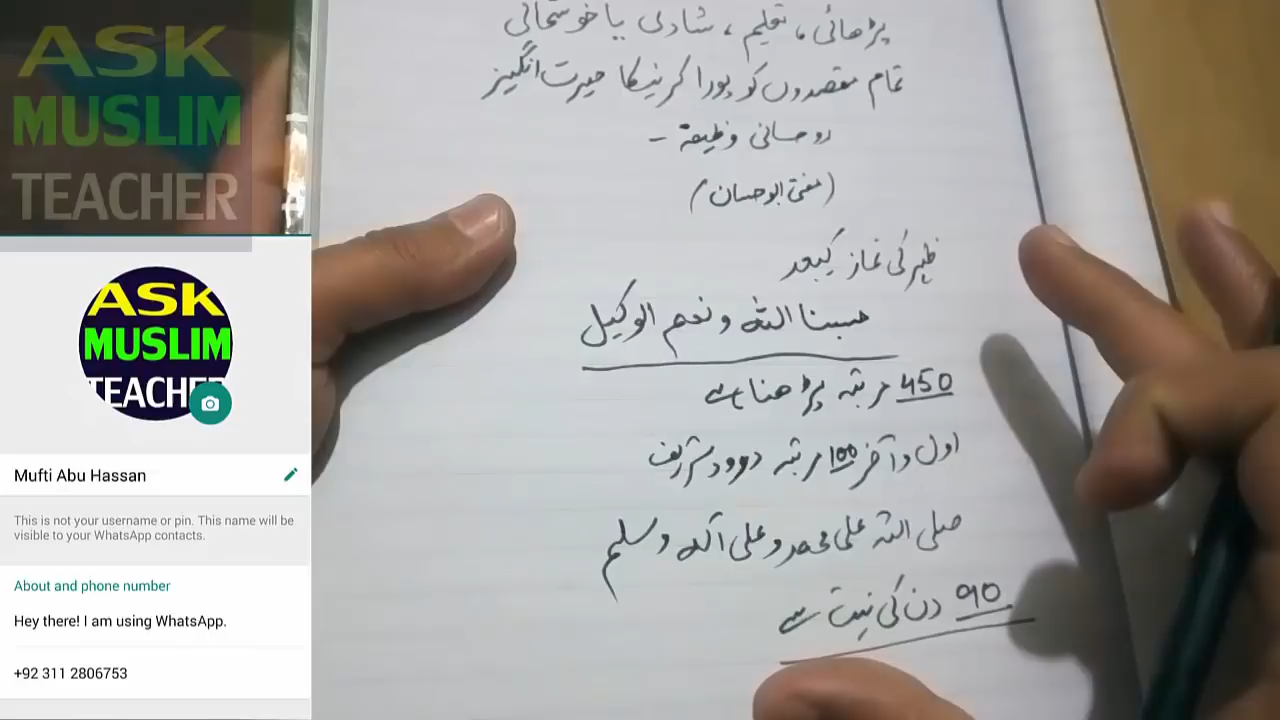 ASK
MUSLIM
TEACHER
ASK
MUSLIM
TEACHER
Mufti Abu Hassan
This is not your username or pin. This name will be
visible to your WhatsApp contacts.
About and phone number
Hey there! I am using WhatsApp.
+92 311 2806753
پڑھائی، تعلیم، شادی یا خوشحالی
تمام مقصدوں کو پورا کرنیکا حیرت انگیز
روحانی وظیفہ -
(مفتی ابو حسان)
ظہر کی نماز کیبعد
حسبنا اللہ و نعم الوکیل
450 مرتبہ پڑھنا ہے
اول و آخر 100 مرتبہ درود شریف
صلی اللہ علی محمد و علی آلہ وسلم
90 دن کی نیت سے